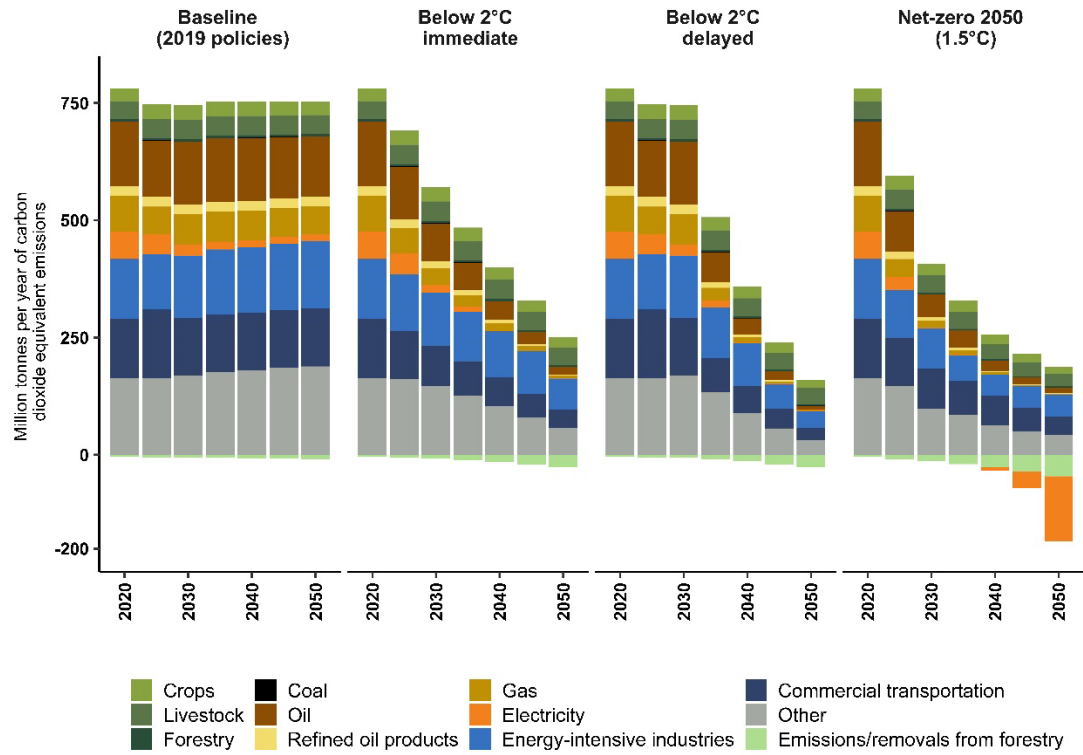 Baseline
(2019 policies)
Below 2°C
immediate
Below 2°C
delayed
Net-zero 2050
(1.5°C)
Million tonnes per year of carbon
dioxide equivalent emissions
750
500
250
0
-200
2020
2030
2040
2050
2020
2030
2040
2050
2020
2030
2040
2050
2020
2030
2040
2050
Crops
Coal
Gas
Commercial transportation
Livestock
Oil
Electricity
Other
Forestry
Refined oil products
Energy-intensive industries
Emissions/removals from forestry